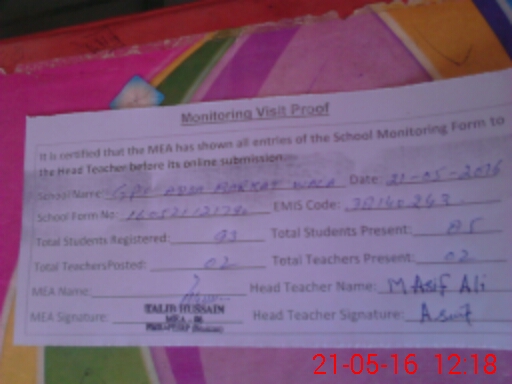 Monitoring Visit Proof
It is certified that the MEA has shown all entries of the School Monitoring Form to
the Head Teacher before its online submission
School Name: GPS Date: 21-05-2016
School Form No: EMIS Code:
Total Students Registered: 93 Total Students Present: 85
Total TeachersPosted: 02 Total Teachers Present: 02
MEA Name: Head Teacher Name: M Asif Ali
MEA Signature: TALIB HUSSAIN Head Teacher Signature: Asif
21-05-16 12:18